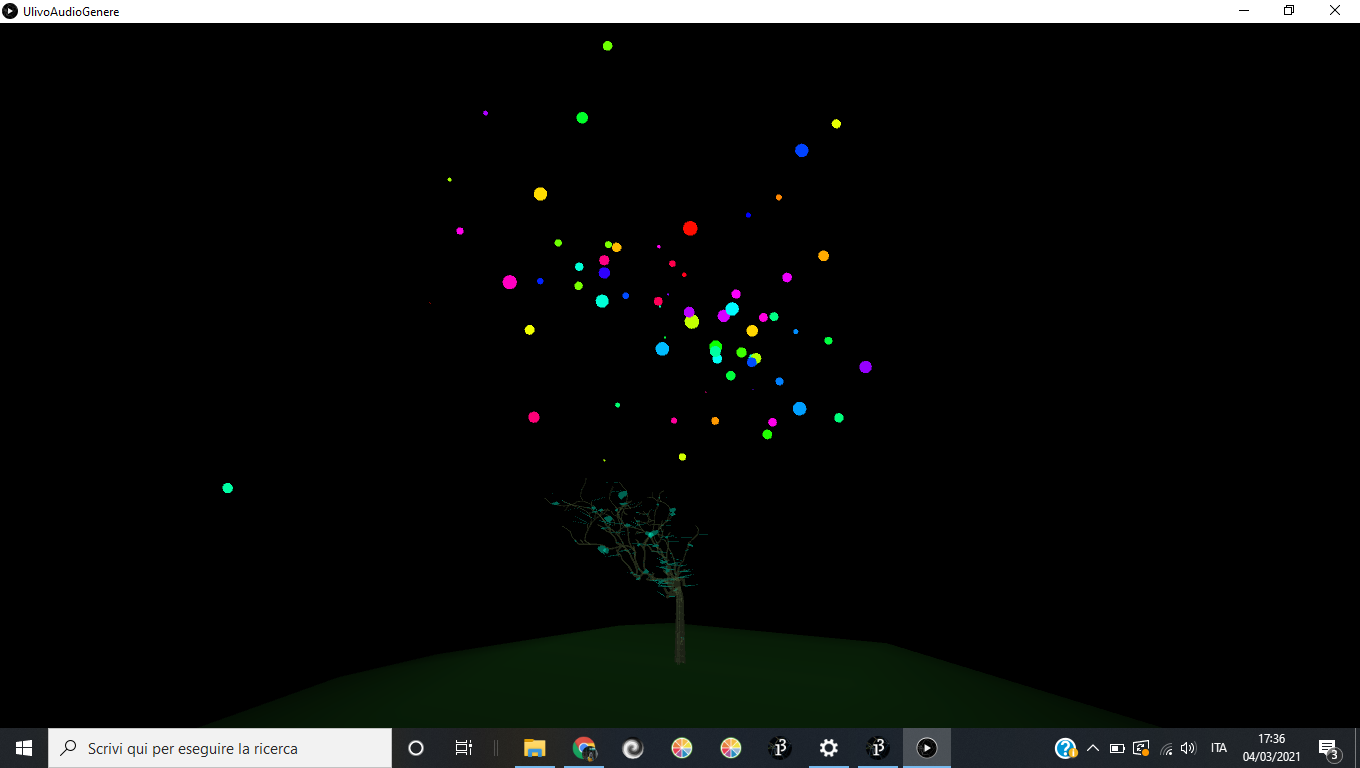 UlivoAudioGenere
Scrivi qui per eseguire la ricerca
ITA
17:36
04/03/2021
3